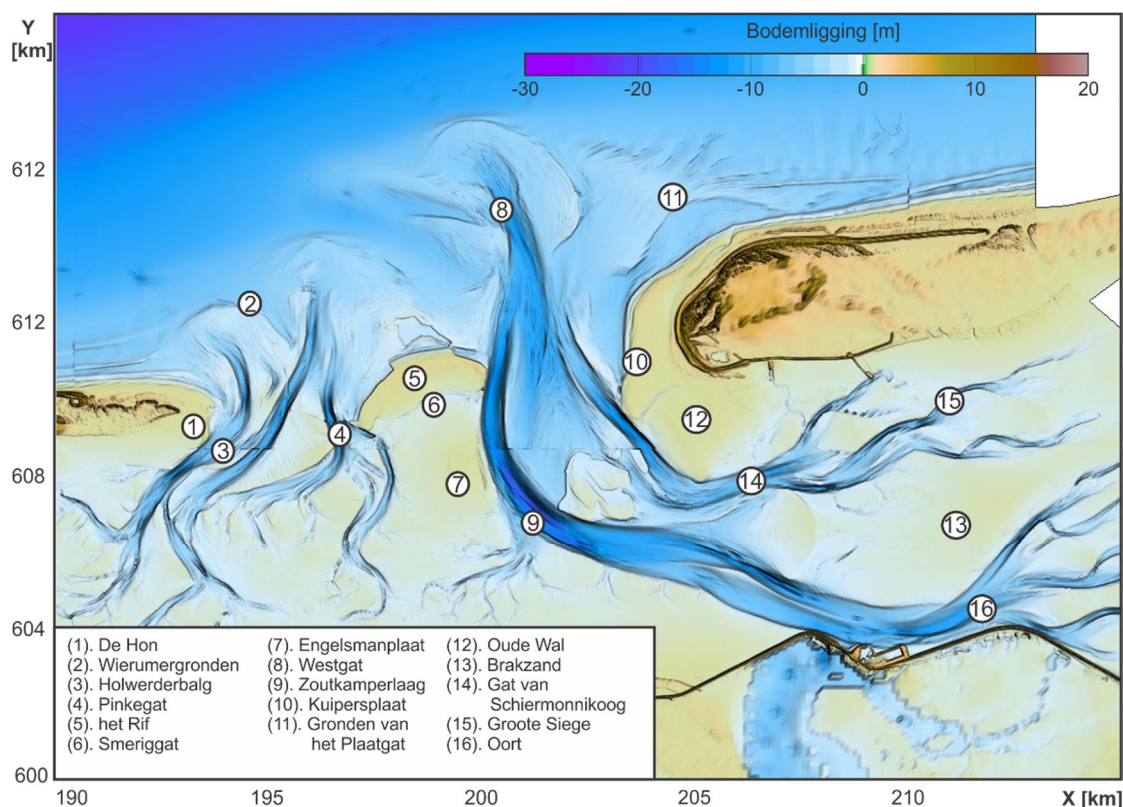 Y
[km]
Bodemligging [m]
-30 -20 -10 0 10 20
612
612
608
604
600
8
11
2
10
5
6
12
15
1
3
4
7
14
9
13
16
(1). De Hon
(2). Wierumergronden
(3). Holwerderbalg
(4). Pinkegat
(5). het Rif
(6). Smeriggat
(7). Engelsmanplaat
(8). Westgat
(9). Zoutkamperlaag
(10). Kuipersplaat
(11). Gronden van
het Plaatgat
(12). Oude Wal
(13). Brakzand
(14). Gat van
Schiermonnikoog
(15). Groote Siege
(16). Oort
190 195 200 205 210 X [km]